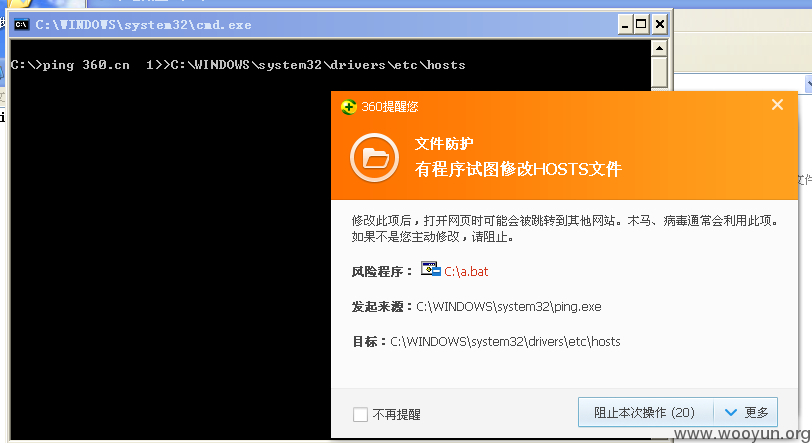 C:\WINDOWS\system32\cmd.exe
C:\>ping 360.cn  1>>C:\WINDOWS\system32\drivers\etc\hosts
360提醒您
文件防护
有程序试图修改HOSTS文件
修改此项后，打开网页时可能会被跳转到其他网站。木马、病毒通常会利用此项。
如果不是您主动修改，请阻止。
风险程序： C:\a.bat
发起来源：C:\WINDOWS\system32\ping.exe
目标：C:\WINDOWS\system32\drivers\etc\hosts
不再提醒
阻止本次操作 (20)
更多
www.wooyun.org